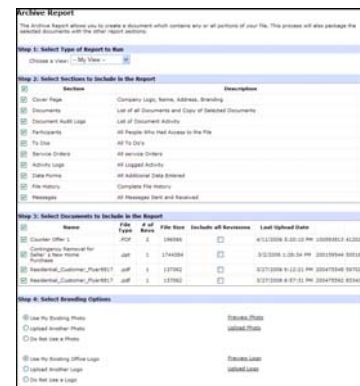 Archive Report
The Archive Report allows you to create a document which contains any or all portions of your file. This process will also package the
selected documents with the other report sections.
Step 1: Select Type of Report to Run
Choose a View: -- My View --
Step 2: Select Sections to Include in the Report
Section Description
Cover Page Company Logo, Name, Address, Branding
Documents List of all Documents and Copy of Selected Documents
Document Audit Logs List of Document Activity
Participants All People Who Had Access to the File
To Dos All To Do's
Service Orders All service Orders
Activity Logs All Logged Activity
Data Forms All Additional Data Entered
File History Complete File History
Messages All Messages Sent and Received
Step 3: Select Documents to Include in the Report
Name File Type # of Revs File Size Include all Revisions Last Upload Date
Counter Offer 1 .PDF 2
Contingency Removal for
Seller's New Home
Purchase 1
1 137062
1 137062
Step 4: Select Branding Options
Use My Existing Photo Preview Photo
Upload Another Photo Upload Photo
Do Not Use a Photo
Use My Existing Office Logo Preview Logo
Upload Another Logo Upload Logo
Do Not Use a Logo